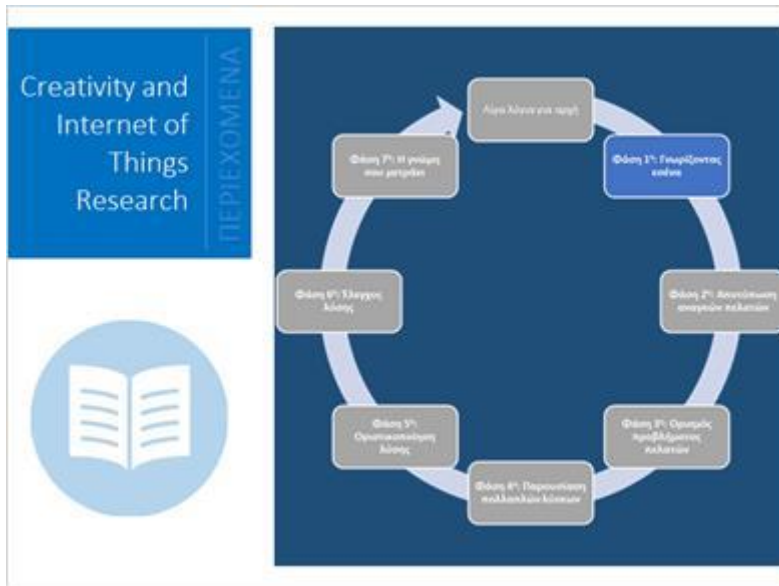 Creativity and
Internet of
Things
Research
ΠΕΡΙΕΧΟΜΕΝΑ
Λίγα λόγια για αρχή
Φάση 1η: Γνωρίζοντας
εσένα
Φάση 2η: Αποτύπωση
αναγκών πελατών
Φάση 3η: Ορισμός
προβλήματος
πελατών
Φάση 4η: Παρουσίαση
πολλαπλών λύσεων
Φάση 5η:
Οριστικοποίηση
λύσης
Φάση 6η: Έλεγχος
λύσης
Φάση 7η: Η γνώμη
που μετράει